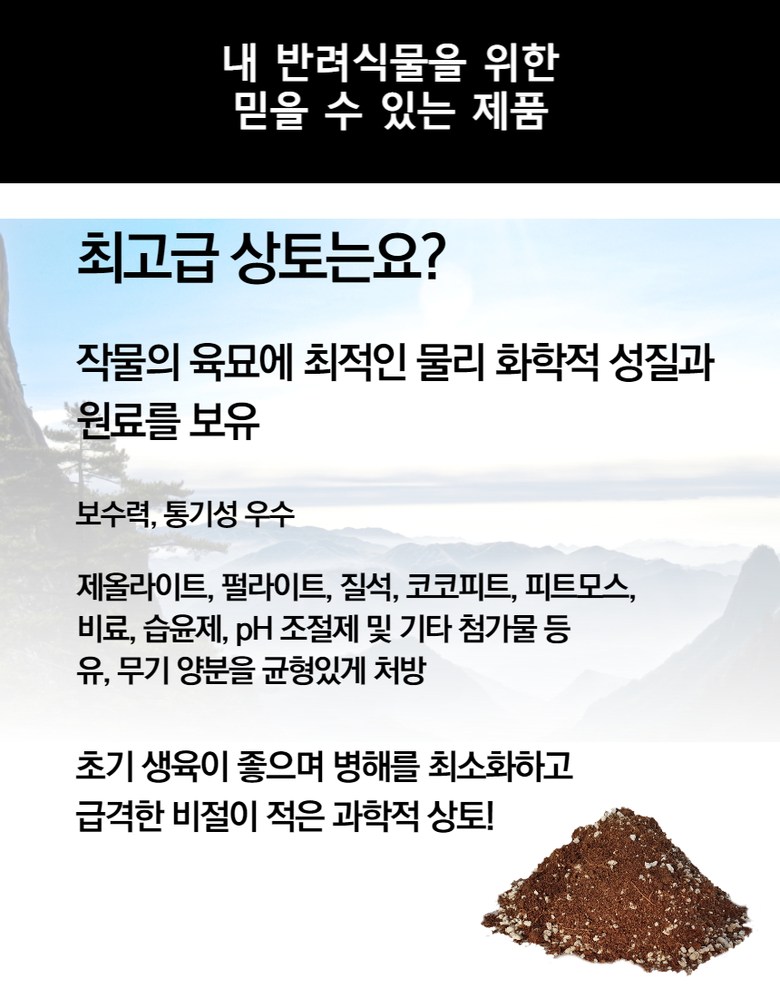 내 반려식물을 위한
믿을 수 있는 제품
최고급 상토는요?
작물의 육묘에 최적인 물리 화학적 성질과
원료를 보유
보수력, 통기성 우수
제올라이트, 펄라이트, 질석, 코코피트, 피트모스,
비료, 습윤제, pH 조절제 및 기타 첨가물 등
유, 무기 양분을 균형있게 처방
초기 생육이 좋으며 병해를 최소화하고
급격한 비절이 적은 과학적 상토!